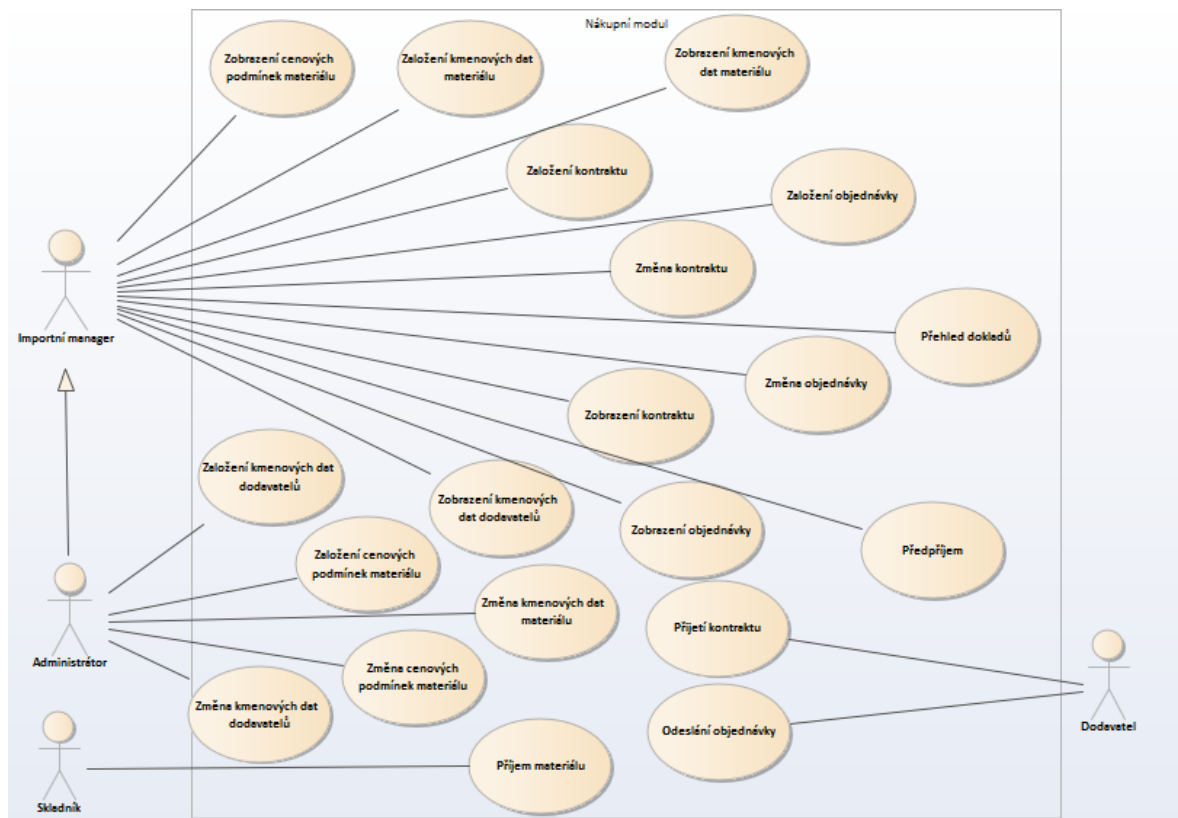 Nákupní modul
Zobrazení cenových
podmínek materiálu
Založení kmenových dat
materiálu
Zobrazení kmenových
dat materiálu
Založení kontraktu
Založení objednávky
Změna kontraktu
Importní manager
Přehled dokladů
Změna objednávky
Zobrazení kontraktu
Založení kmenových dat
dodavatelů
Zobrazení kmenových
dat dodavatelů
Zobrazení objednávky
Předpříjem
Založení cenových
podmínek materiálu
Změna kmenových dat
materiálu
Přijetí kontraktu
Administrátor
Změna cenových
podmínek materiálu
Změna kmenových dat
dodavatelů
Odeslání objednávky
Dodavatel
Příjem materiálu
Skladník